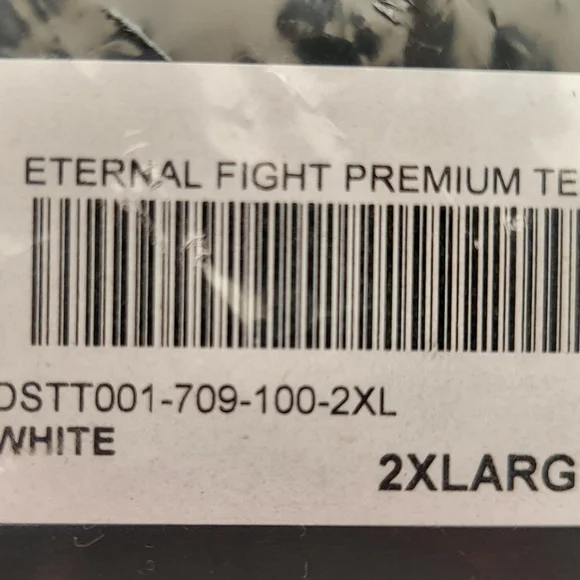 ETERNAL FIGHT PREMIUM TE
DSTT001-709-100-2XL
WHITE
2XLARG